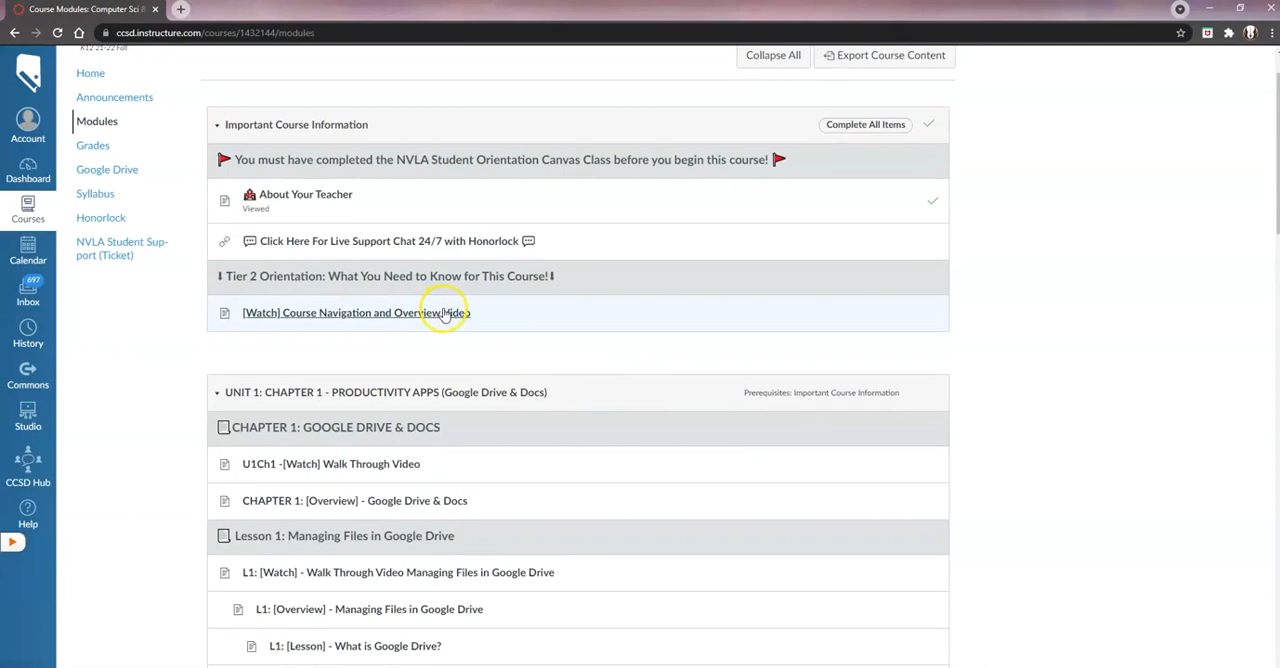 Course Modules: Computer Sci &
ccsd.instructure.com/courses/1432144/modules
K12 21-22 Fall
Home
Announcements
Modules
Grades
Google Drive
Syllabus
Honorlock
NVLA Student Sup-
port (Ticket)
Account
Dashboard
Courses
Calendar
697
Inbox
History
Commons
Studio
CCSD Hub
Help
Collapse All
Export Course Content
Important Course Information
Complete All Items
You must have completed the NVLA Student Orientation Canvas Class before you begin this course!
About Your Teacher
Viewed
Click Here For Live Support Chat 24/7 with Honorlock
Tier 2 Orientation: What You Need to Know for This Course!
[Watch] Course Navigation and Overview Video
UNIT 1: CHAPTER 1 - PRODUCTIVITY APPS (Google Drive & Docs)
Prerequisites: Important Course Information
CHAPTER 1: GOOGLE DRIVE & DOCS
U1Ch1 -[Watch] Walk Through Video
CHAPTER 1: [Overview] - Google Drive & Docs
Lesson 1: Managing Files in Google Drive
L1: [Watch] - Walk Through Video Managing Files in Google Drive
L1: [Overview] - Managing Files in Google Drive
L1: [Lesson] - What is Google Drive?